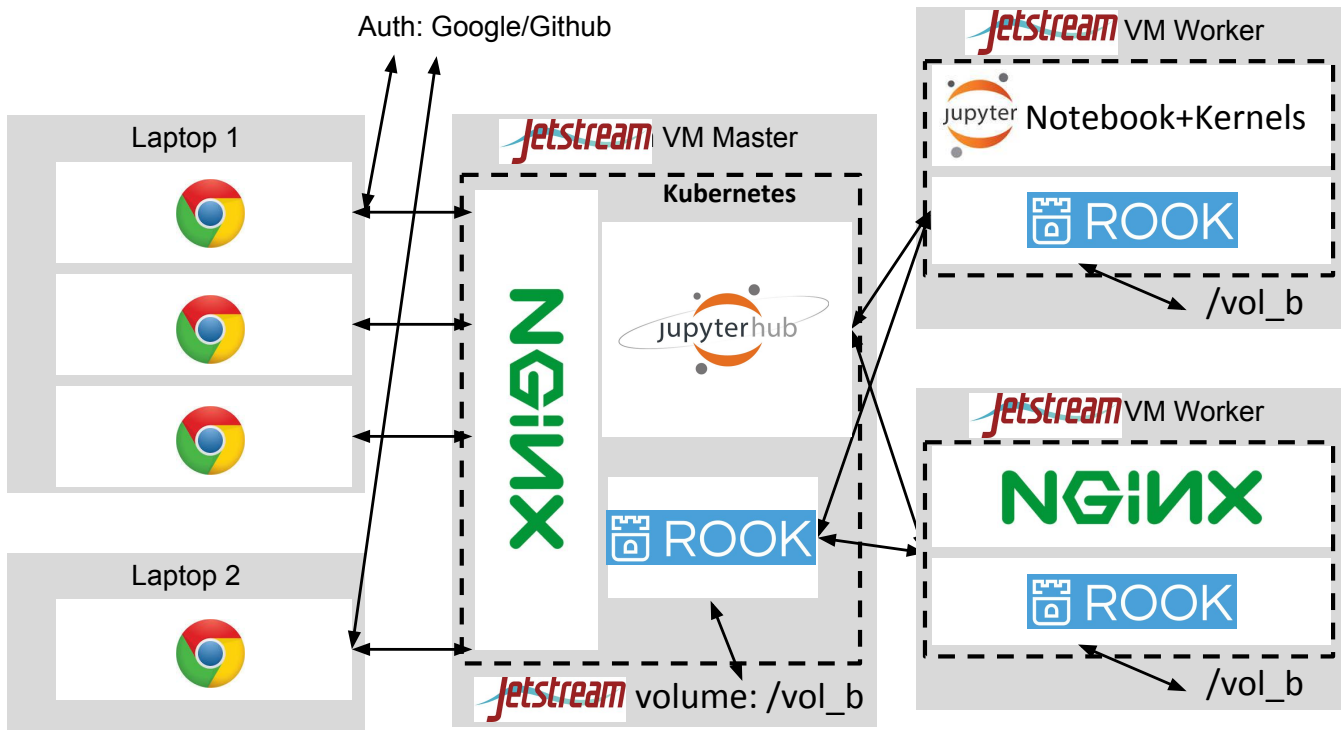 Auth: Google/Github
Laptop 1
Laptop 2
Jetstream VM Master
Kubernetes
NGiNX
jupyterhub
ROOK
Jetstream volume: /vol_b
Jetstream VM Worker
jupyter Notebook+Kernels
ROOK
/vol_b
Jetstream VM Worker
NGiNX
ROOK
/vol_b